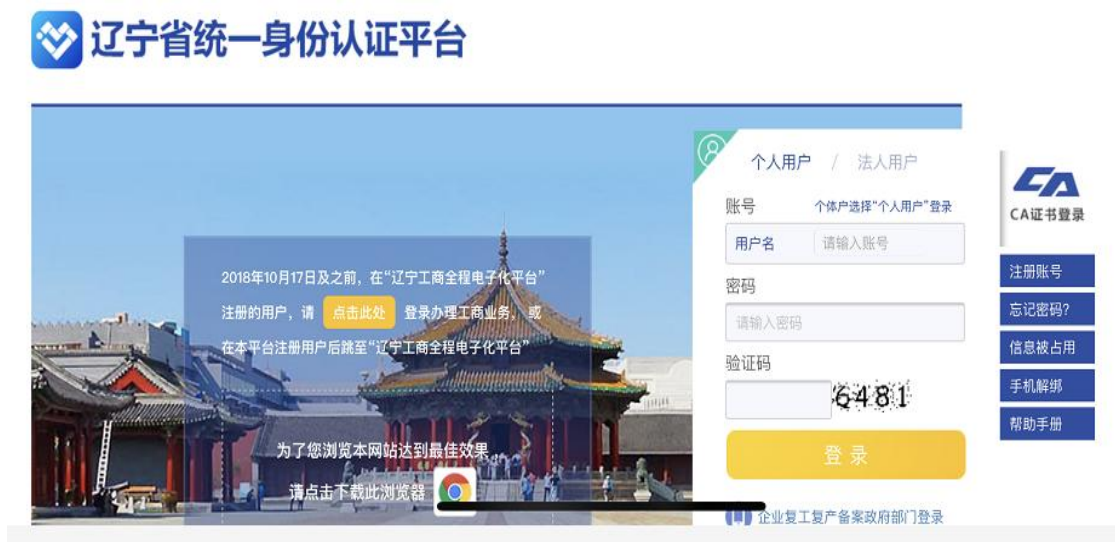 辽宁省统一身份认证平台
2018年10月17日及之前，在“辽宁工商全程电子化平台”
注册的用户，请 点击此处 登录办理工商业务， 或
在本平台注册用户后跳至“辽宁工商全程电子化平台”
为了您浏览本网站达到最佳效果
请点击下载此浏览器
个人用户 / 法人用户
账号 个体户选择“个人用户”登录
用户名 请输入账号
密码
请输入密码
验证码
6481
登录
企业复工复产备案政府部门登录
CA
CA证书登录
注册账号
忘记密码?
信息被占用
手机解绑
帮助手册